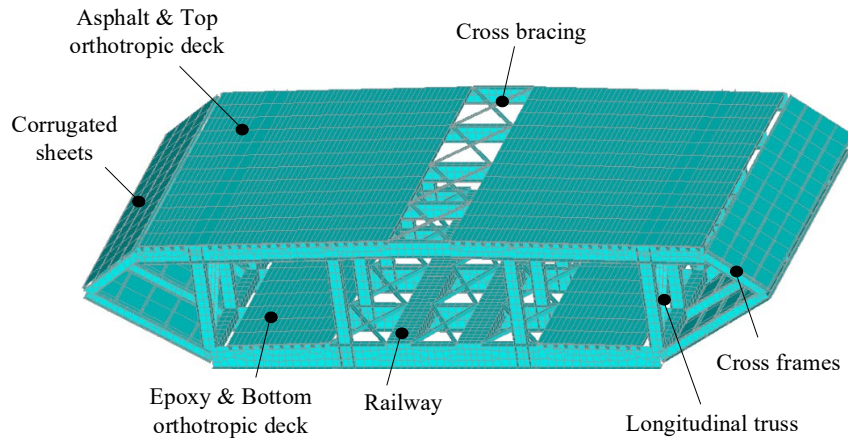 Asphalt & Top
orthotropic deck
Cross bracing
Corrugated
sheets
Cross frames
Epoxy & Bottom
orthotropic deck
Railway
Longitudinal truss